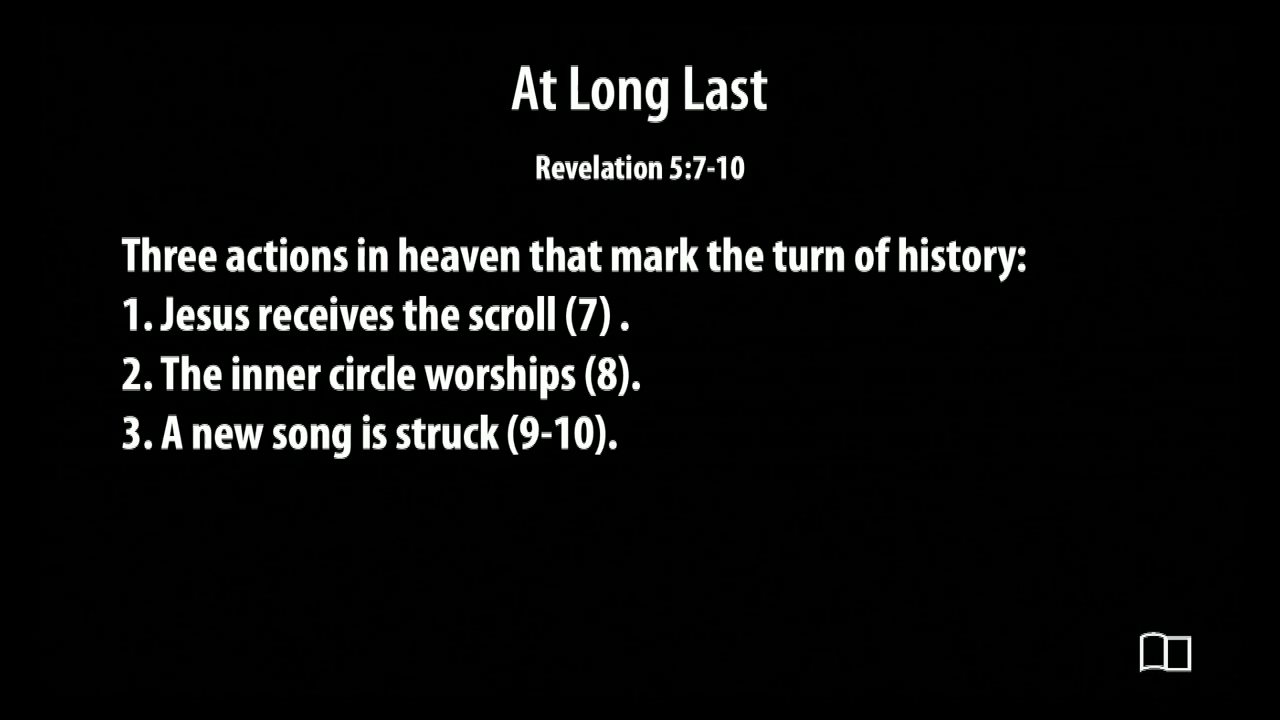 At Long Last
Revelation 5:7-10
Three actions in heaven that mark the turn of history:
1. Jesus receives the scroll (7) .
2. The inner circle worships (8).
3. A new song is struck (9-10).